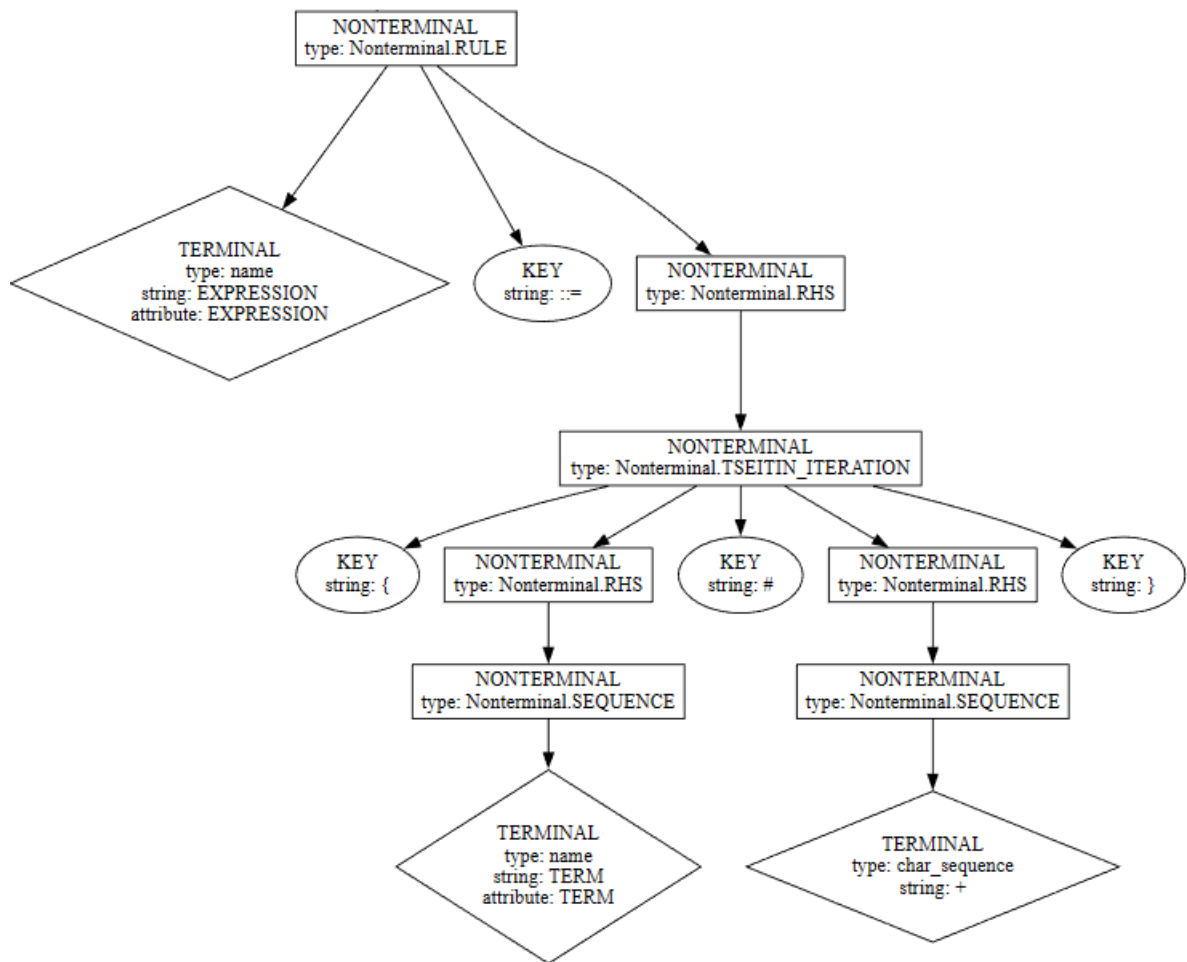 NONTERMINAL
type: Nonterminal.RULE
TERMINAL
type: name
string: EXPRESSION
attribute: EXPRESSION
KEY
string: ::=
NONTERMINAL
type: Nonterminal.RHS
NONTERMINAL
type: Nonterminal.TSEITIN_ITERATION
KEY
string: {
NONTERMINAL
type: Nonterminal.RHS
KEY
string: #
NONTERMINAL
type: Nonterminal.RHS
KEY
string: }
NONTERMINAL
type: Nonterminal.SEQUENCE
NONTERMINAL
type: Nonterminal.SEQUENCE
TERMINAL
type: name
string: TERM
attribute: TERM
TERMINAL
type: char_sequence
string: +